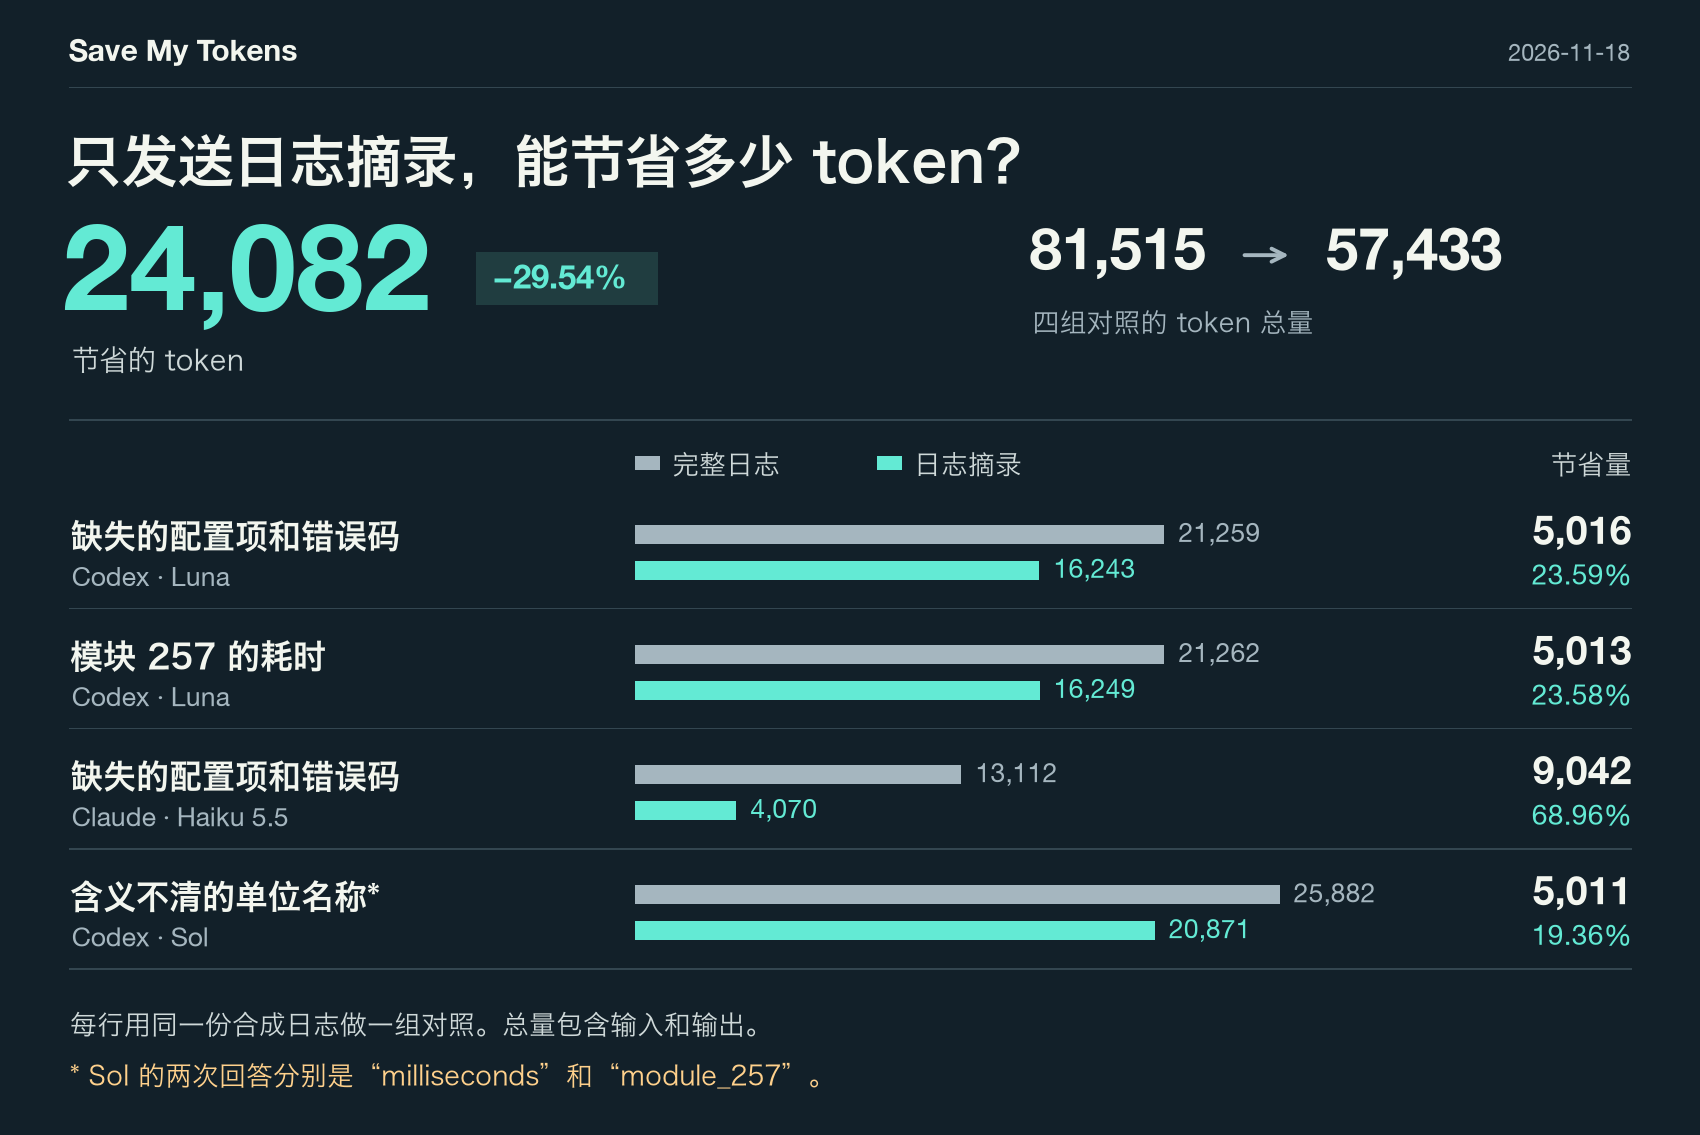 Save My Tokens
2026-11-18
只发送日志摘录，能节省多少 token?
24,082
−29.54%
81,515 → 57,433
节省的 token
四组对照的 token 总量
完整日志
日志摘录
节省量
缺失的配置项和错误码
Codex · Luna
21,259
16,243
5,016
23.59%
模块 257 的耗时
Codex · Luna
21,262
16,249
5,013
23.58%
缺失的配置项和错误码
Claude · Haiku 5.5
13,112
4,070
9,042
68.96%
含义不清的单位名称*
Codex · Sol
25,882
20,871
5,011
19.36%
每行用同一份合成日志做一组对照。总量包含输入和输出。
* Sol 的两次回答分别是“milliseconds”和“module_257”。